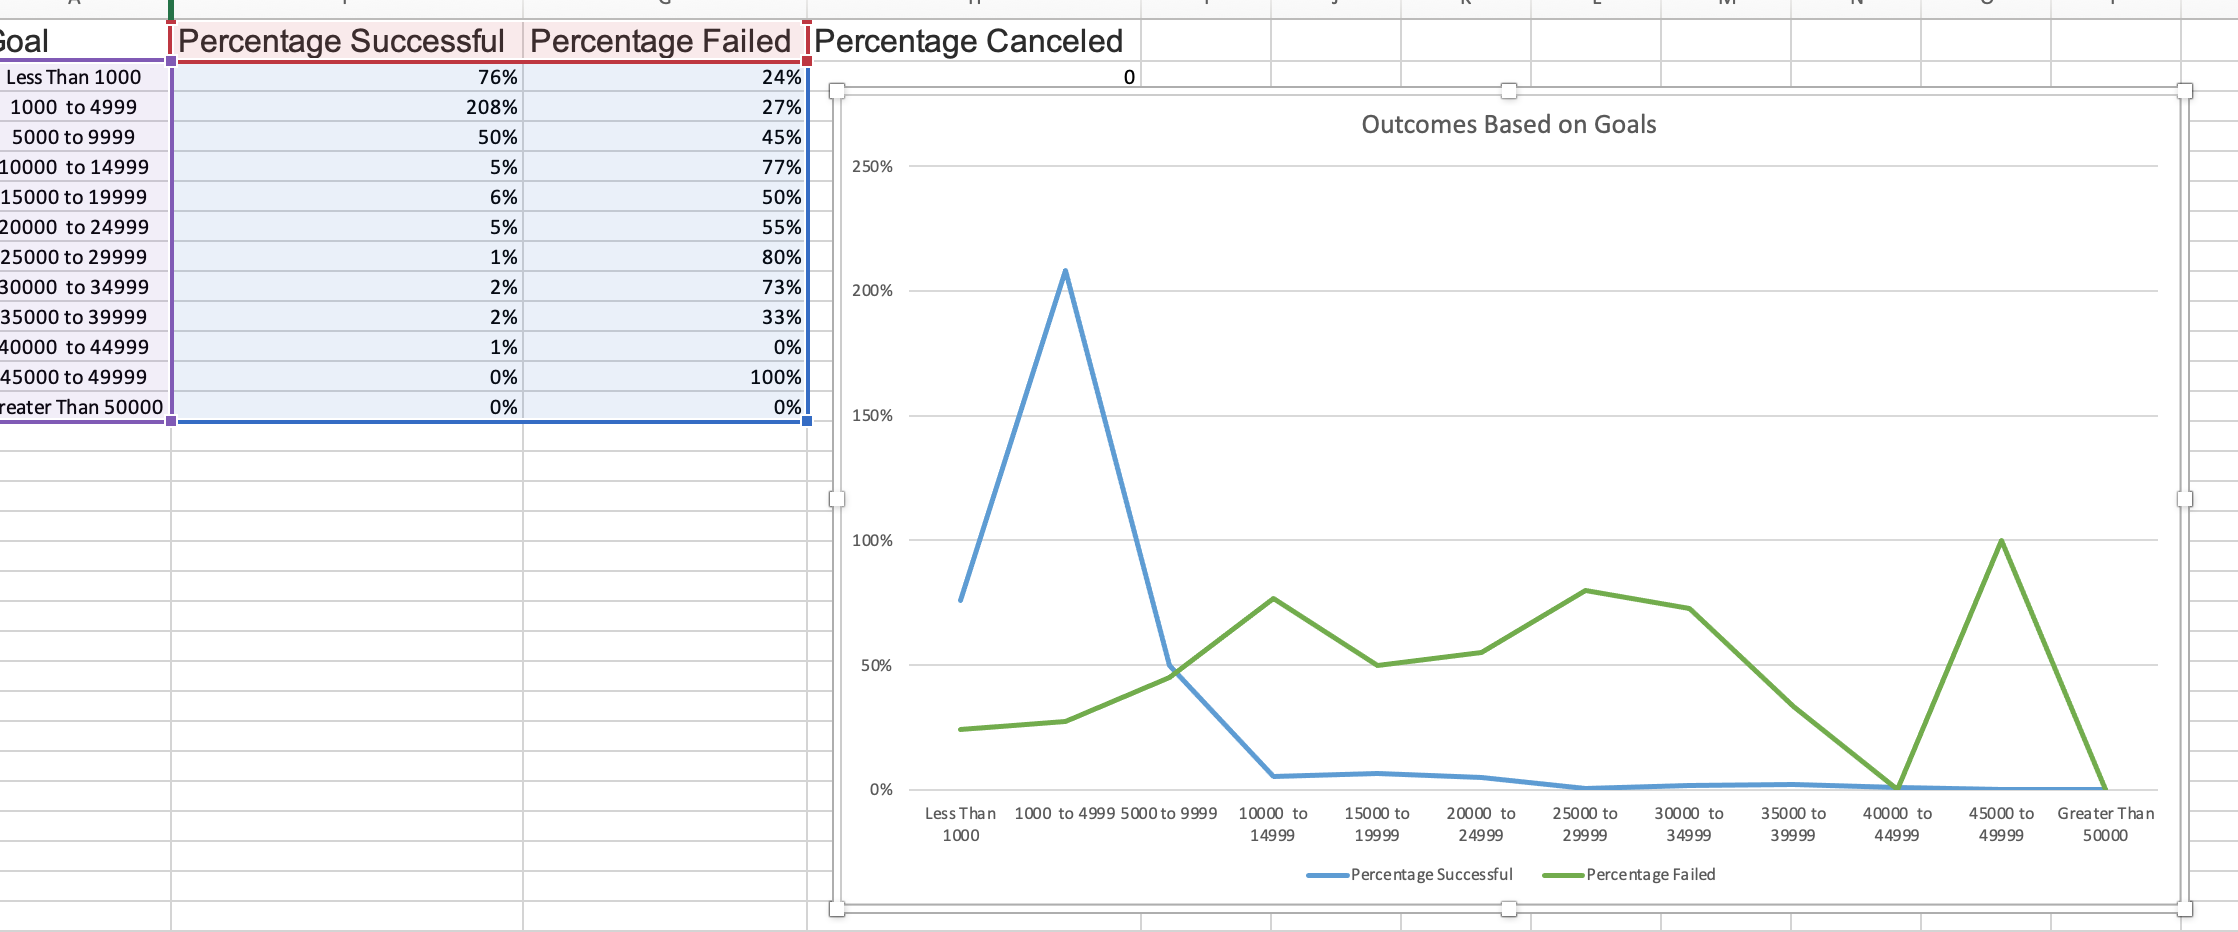 A
Goal Percentage Successful Percentage Failed Percentage Canceled
Less Than 1000 76% 24% 0
1000 to 4999 208% 27%
5000 to 9999 50% 45%
10000 to 14999 5% 77%
15000 to 19999 6% 50%
20000 to 24999 5% 55%
25000 to 29999 1% 80%
30000 to 34999 2% 73%
35000 to 39999 2% 33%
40000 to 44999 1% 0%
45000 to 49999 0% 100%
reater Than 50000 0% 0%
Outcomes Based on Goals
250%
200%
150%
100%
50%
0%
Less Than 1000
1000 to 4999
5000 to 9999
10000 to 14999
15000 to 19999
20000 to 24999
25000 to 29999
30000 to 34999
35000 to 39999
40000 to 44999
45000 to 49999
Greater Than 50000
Percentage Successful Percentage Failed